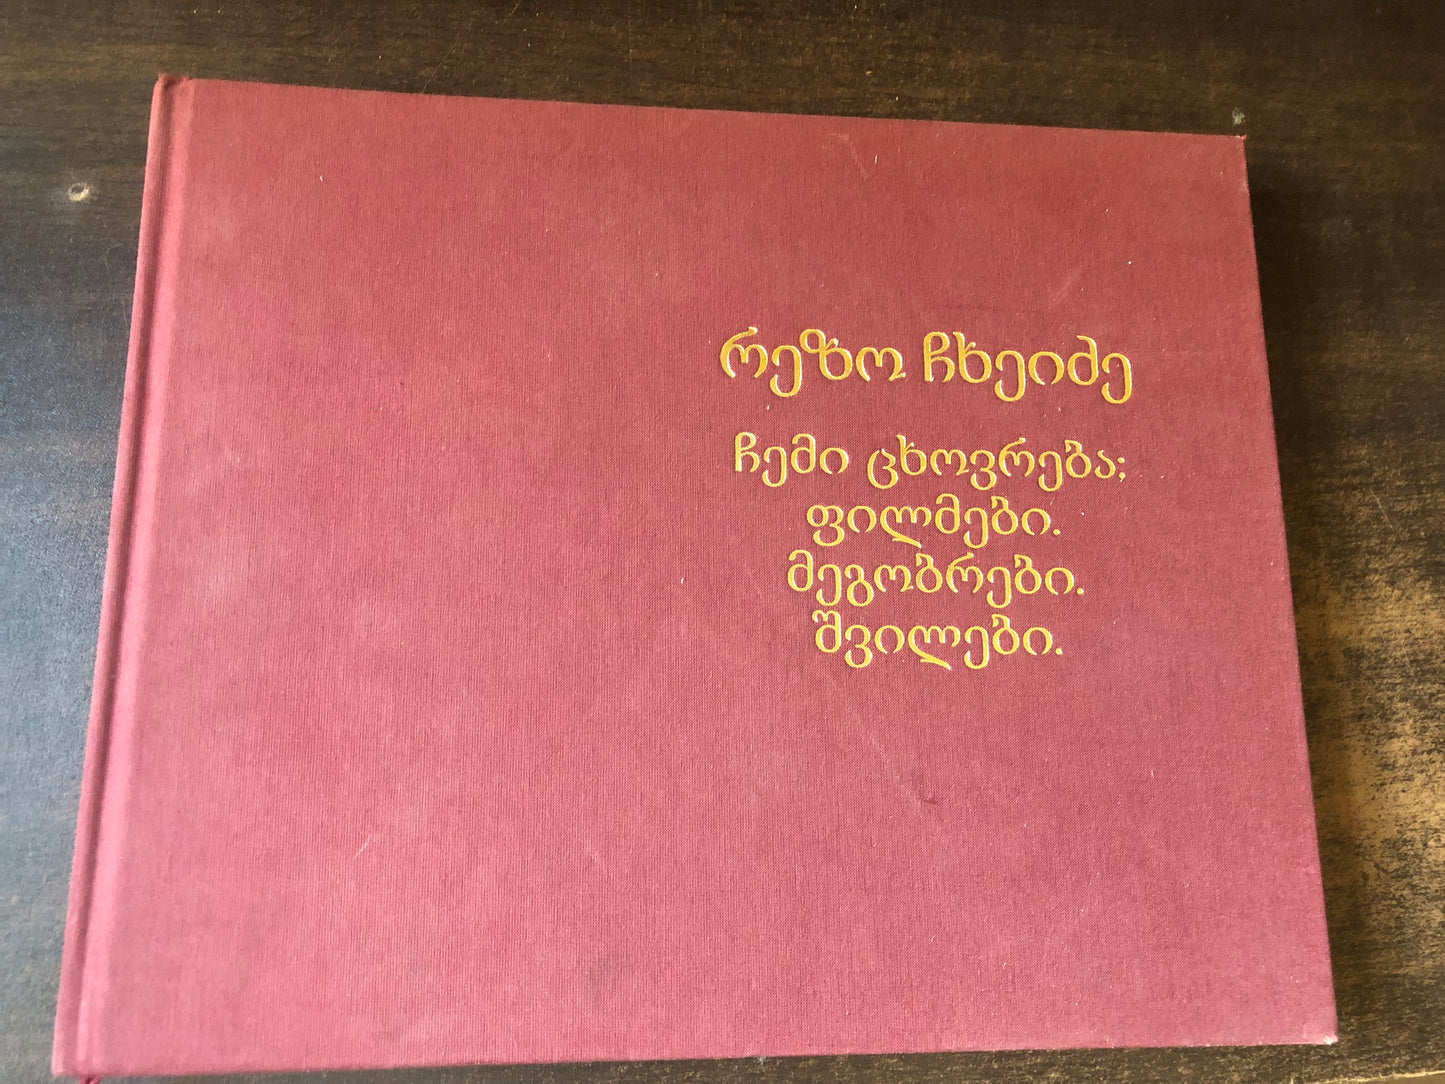 რეზო ჩხეიძე
ჩემი ცხოვრება;
ფილმები.
მეგობრები.
შვილები.